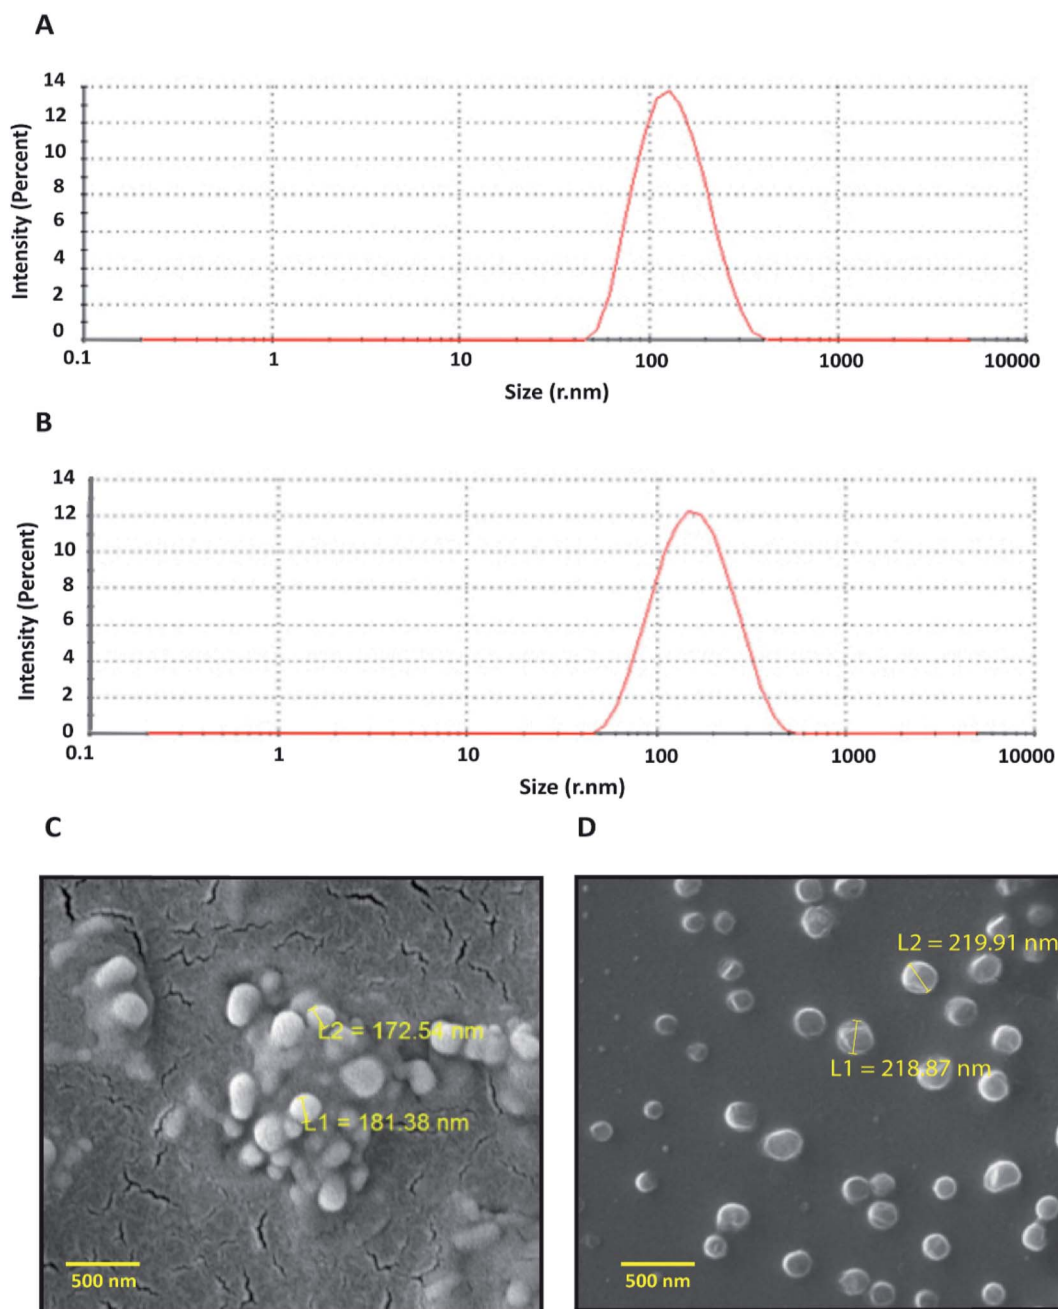 A
14
12
10
8
6
4
2
0
Intensity (Percent)
0.1 1 10 100 1000 10000
Size (r.nm)
B
14
12
10
8
6
4
2
0
Intensity (Percent)
0.1 1 10 100 1000 10000
Size (r.nm)
C
L2 = 172.54 nm
L1 = 181.38 nm
500 nm
D
L2 = 219.91 nm
L1 = 218.87 nm
500 nm